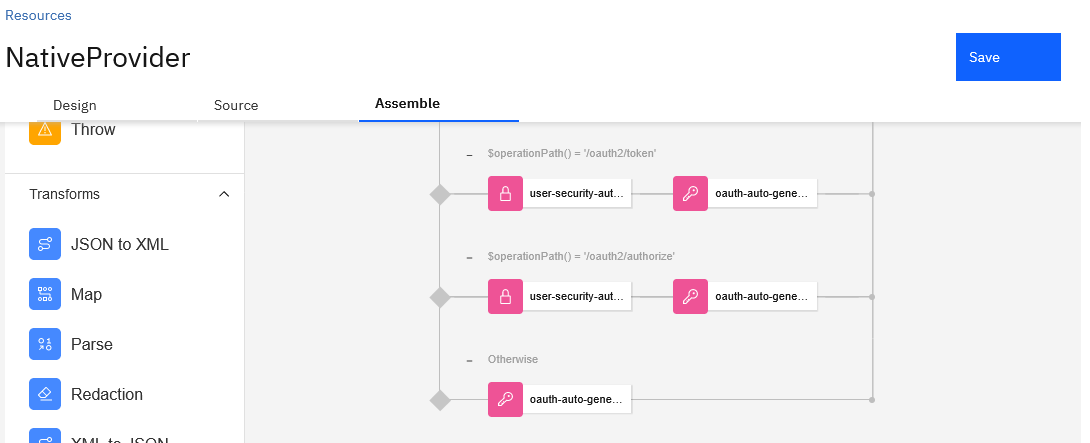 Resources
NativeProvider
Save
Design
Source
Assemble
Throw
Transforms
JSON to XML
Map
Parse
Redaction
XML to JSON
$operationPath() = '/oauth2/token'
user-security-aut...
oauth-auto-gene...
$operationPath() = '/oauth2/authorize'
user-security-aut...
oauth-auto-gene...
Otherwise
oauth-auto-gene...